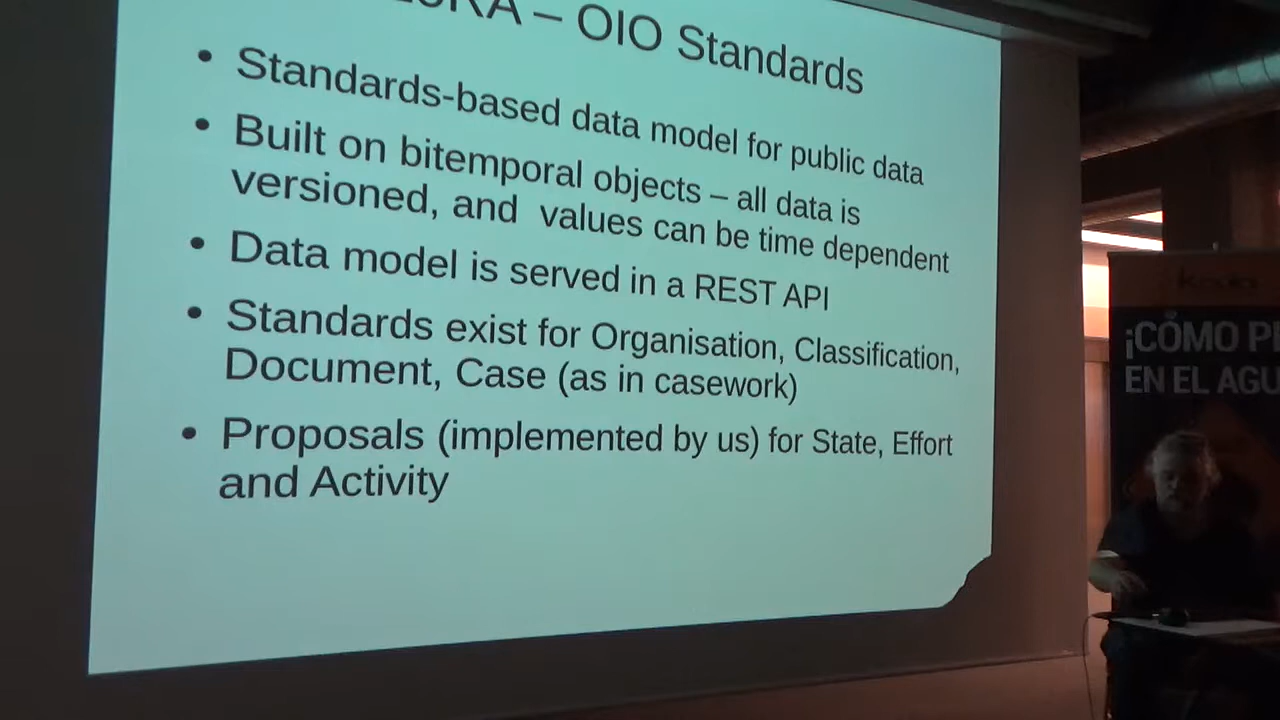 – OIO Standards
• Standards-based data model for public data
• Built on bitemporal objects – all data is
versioned, and values can be time dependent
• Data model is served in a REST API
• Standards exist for Organisation, Classification,
Document, Case (as in casework)
• Proposals (implemented by us) for State, Effort
and Activity
¡CÓMO
EN EL